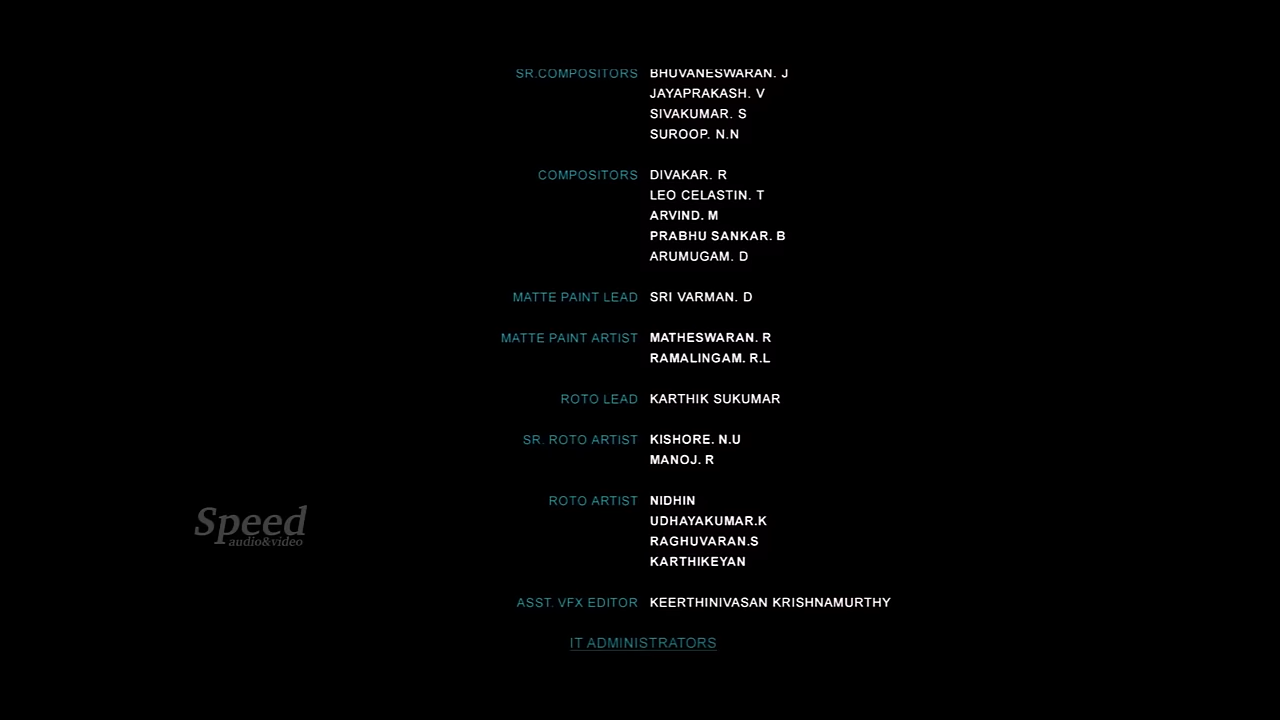 SR.COMPOSITORS BHUVANESWARAN. J
JAYAPRAKASH. V
SIVAKUMAR. S
SUROOP. N.N
COMPOSITORS DIVAKAR. R
LEO CELASTIN. T
ARVIND. M
PRABHU SANKAR. B
ARUMUGAM. D
MATTE PAINT LEAD SRI VARMAN. D
MATTE PAINT ARTIST MATHESWARAN. R
RAMALINGAM. R.L
ROTO LEAD KARTHIK SUKUMAR
SR. ROTO ARTIST KISHORE. N.U
MANOJ. R
ROTO ARTIST NIDHIN
UDHAYAKUMAR.K
RAGHUVARAN.S
KARTHIKEYAN
Speed
audio&video
ASST. VFX EDITOR KEERTHINIVASAN KRISHNAMURTHY
IT ADMINISTRATORS